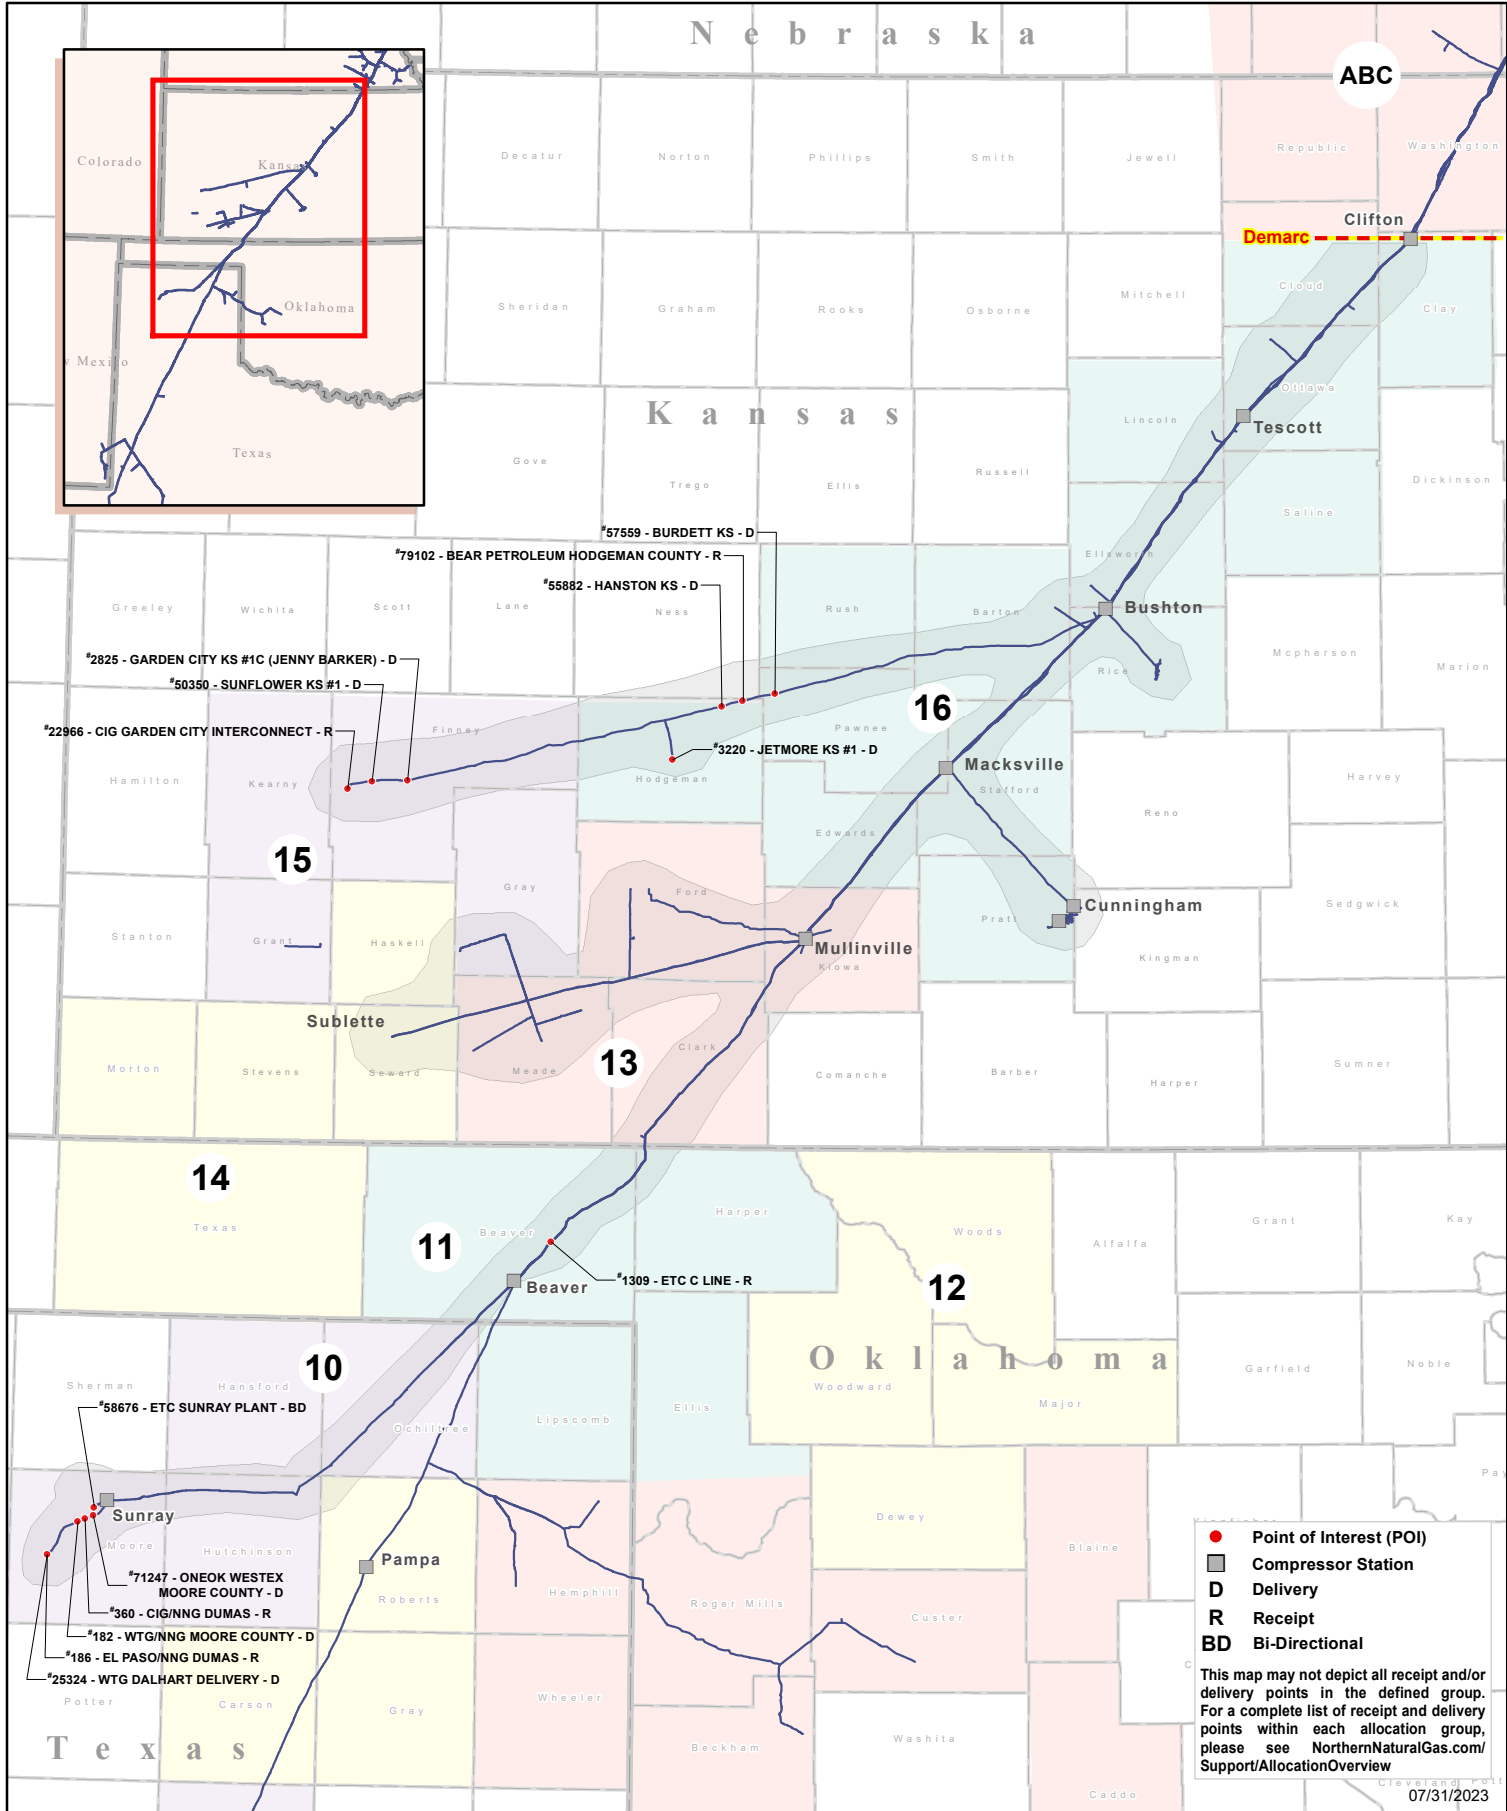 Nebraska
ABC
Colorado
Kansas
Oklahoma
w Mexico
Texas
Decatur
Norton
Phillips
Smith
Jewell
Republic
Washington
Clifton
Demarc
Cloud
Clay
Sheridan
Graham
Rooks
Osborne
Mitchell
Kansas
Ottawa
Lincoln
Tescott
Gove
Trego
Ellis
Russell
Dickinson
Saline
#57559 - BURDETT KS - D
#79102 - BEAR PETROLEUM HODGEMAN COUNTY - R
#55882 - HANSTON KS - D
Ellsworth
Greeley
Wichita
Scott
Lane
Ness
Rush
Barton
Bushton
Mcpherson
Marion
Rice
#2825 - GARDEN CITY KS #1C (JENNY BARKER) - D
#50350 - SUNFLOWER KS #1 - D
#22966 - CIG GARDEN CITY INTERCONNECT - R
Finney
16
Pawnee
#3220 - JETMORE KS #1 - D
Hamilton
Kearny
Hodgeman
Macksville
Stafford
Harvey
Reno
Edwards
15
Gray
Ford
Cunningham
Sedgwick
Pratt
Stanton
Grant
Haskell
Mullinville
Kiowa
Kingman
Sublette
13
Clark
Morton
Stevens
Seward
Meade
Comanche
Barber
Harper
Sumner
14
Texas
11
Beaver
Harper
Woods
Alfalfa
Grant
Kay
#1309 - ETC C LINE - R
Beaver
12
10
Oklahoma
Sherman
Hansford
Woodward
Garfield
Noble
#58676 - ETC SUNRAY PLANT - BD
Ochiltree
Lipscomb
Ellis
Major
Pay
Sunray
Moore
Hutchinson
Dewey
Kingfisher
Blaine
Pampa
#71247 - ONEOK WESTEX
MOORE COUNTY - D
#360 - CIG/NNG DUMAS - R
#182 - WTG/NNG MOORE COUNTY - D
#186 - EL PASO/NNG DUMAS - R
#25324 - WTG DALHART DELIVERY - D
Roberts
Hemphill
Roger Mills
Custer
Potter
Carson
Gray
Wheeler
Texas
Beckham
Washita
Caddo
Point of Interest (POI)
Compressor Station
D Delivery
R Receipt
BD Bi-Directional
C
This map may not depict all receipt and/or
delivery points in the defined group.
For a complete list of receipt and delivery
points within each allocation group,
please see NorthernNaturalGas.com/
Support/AllocationOverview
Cleveland
Pott
07/31/2023